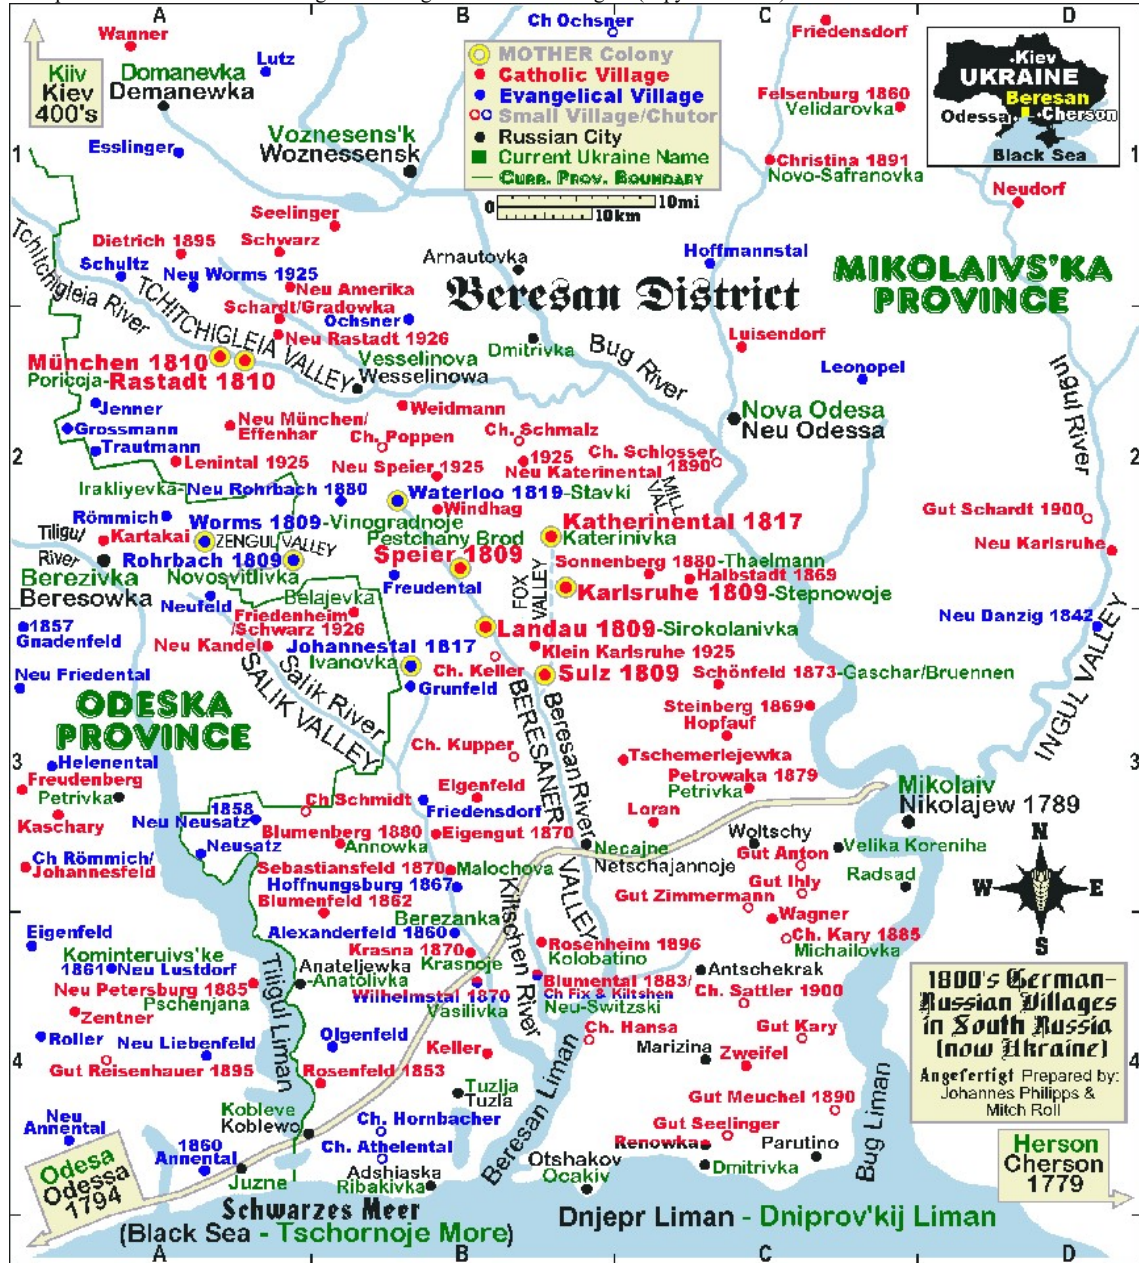 A
B
C
D
Wanner
Ch Ochsner
Friedensdorf
Kiiv
Kiev
400's
Lutz
Domanevka
Demanewka
MOTHER Colony
Catholic Village
Evangelical Village
Small Village/Chutor
Russian City
Current Ukraine Name
CURR. PROV. BOUNDARY
0
10mi
10km
Kiev
UKRAINE
Beresan
Odessa
Cherson
Black Sea
Felsenburg 1860
Velidarovka
Voznesens'k
Woznessensk
Esslinger
1
1
Christina 1891
Novo-Safranovka
Neudorf
Seelinger
Dietrich 1895
Schwarz
Schultz
Neu Worms 1925
Arnautovka
Hoffmannstal
MIKOLAIVS'KA
PROVINCE
Tchitchigleia River
TCHITCHIGLEIA VALLEY
Neu Amerika
Beresan District
Schardt/Gradowka
Ochsner
Neu Rastadt 1926
Luisendorf
Vesselinova
Wesselinowa
Dmitrivka
Bug River
München 1810
Poriccja-Rastadt 1810
Leonopel
Ingul River
Jenner
Weidmann
Nova Odesa
Neu Odessa
Grossmann
Neu München/
Effenhar
Ch. Poppen
Ch. Schmalz
Trautmann
Ch. Schlosser
1890
2
2
Lenintal 1925
Neu Speier 1925
1925
Neu Katerinental
MILL
VAL
Irakliyevka-Neu Rohrbach 1880
Waterloo 1819-Stavki
Windhag
Gut Schardt 1900
Römmich
Worms 1809-Vinogradnoje
Katherinental 1817
Katerinivka
Tiligu/
River
Kartakai
ZENGUL VALLEY
Pestchany Brod
Speier 1809
Neu Karlsruhe
Rohrbach 1809
Sonnenberg 1880-Thaelmann
Berezivka
Beresowka
Novosvitlivka
Freudental
FOX
VALLEY
Halbstadt 1869
Karlsruhe 1809-Stepnowoje
Neufeld
Belajevka
Friedenheim
/Schwarz 1926
Neu Danzig 1842
1857
Gnadenfeld
Landau 1809-Sirokolanivka
Neu Kandel
Johannestal 1817
Klein Karlsruhe 1925
Ivanovka
Ch. Keller
Sulz 1809
Schönfeld 1873-Gaschar/Bruennen
Neu Friedental
Grunfeld
Salik River
SALIK VALLEY
ODESKA
PROVINCE
BERESANER VALLEY
Beresan River
Steinberg 1869
Hopfauf
INGUL VALLEY
Ch. Kupper
Tschemerlejewka
3
3
Helenental
Freudenberg
Petrivka
Eigenfeld
Petrowaka 1879
Petrivka
Mikolaiv
Nikolajew 1789
Kaschary
1858
Neu Neusatz
Ch Schmidt
Friedensdorf
Loran
Blumenberg 1880
Annowka
Eigengut 1870
Neusatz
Necajne
Netschajannoje
Woltschy
Velika Koreniha
Gut Anton
Ch Römmich/
Johannesfeld
Sebastiansfeld 1870
Malochova
Gut Ihly
Radsad
Hoffnungsburg 1867
Gut Zimmermann
Blumenfeld 1862
Kiltschen River
Wagner
N
W
E
S
Berezanka
Eigenfeld
Alexanderfeld 1860
Ch. Kary 1885
Michailovka
Kominteruivs'ke
Krasna 1870
Krasnoje
Rosenheim 1896
Kolobatino
1861
Neu Lustdorf
Anateljewka
-Anatolivka
Antschekrak
Neu Petersburg 1885
Pschenjana
Wilhelmstal 1870
Vasilivka
Blumental 1883/
Ch Fix & Kiltshen
Neu-Switzski
Ch. Sattler 1900
Zentner
Tiligul Liman
Roller
Neu Liebenfeld
Olgenfeld
Ch. Hansa
Gut Kary
Marizina
Keller
Zweifel
4
4
Gut Reisenhauer 1895
Rosenfeld 1853
1800's German-
Russian Villages
in South Russia
(now Ukraine)
Angefertigt Prepared by:
Johannes Philipps &
Mitch Roll
Tuzlja
Tuzla
Beresan Liman
Gut Meuchel 1890
Bug Liman
Kobleve
Koblewo
Neu
Annental
Ch. Hornbacher
Gut Seelinger
Renowka
Parutino
1860
Annental
Ch. Athelental
Otshakov
Ocakiv
Dmitrivka
Herson
Cherson
1779
Odesa
Odessa
1794
Juzne
Adshiaska
Ribakivka
Schwarzes Meer
(Black Sea - Tschornoje More)
Dnjepr Liman - Dniprov'kij Liman
A
B
C
D